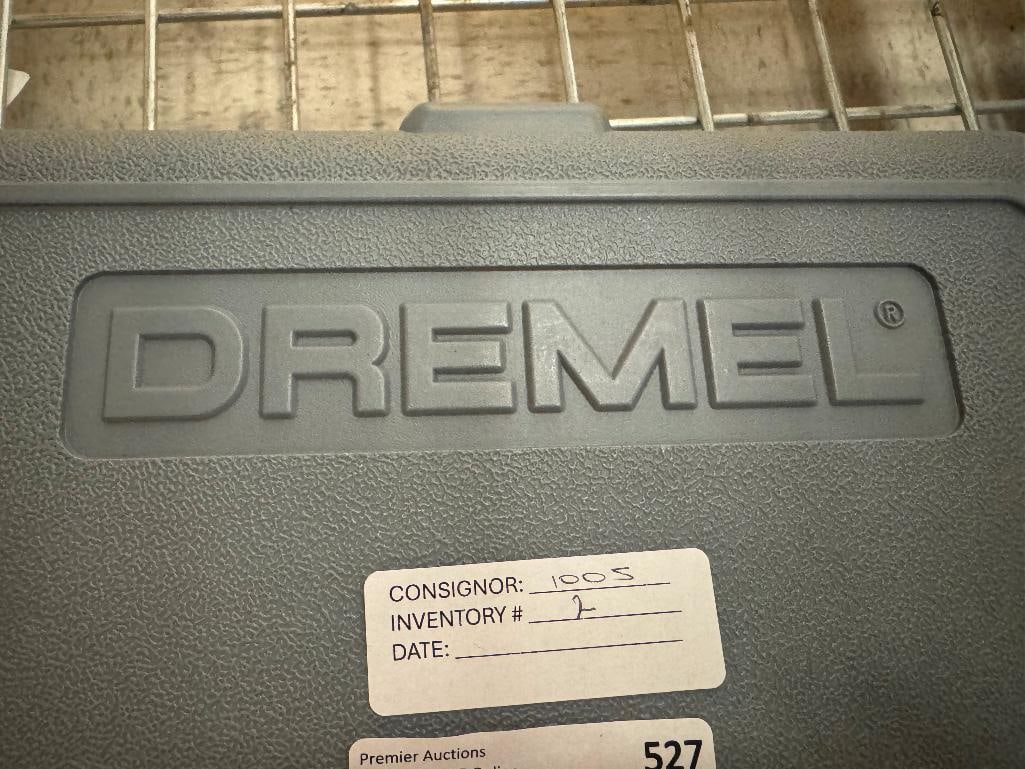 DREMEL®
CONSIGNOR: 1005
INVENTORY # 2
DATE:
Premier Auctions 527